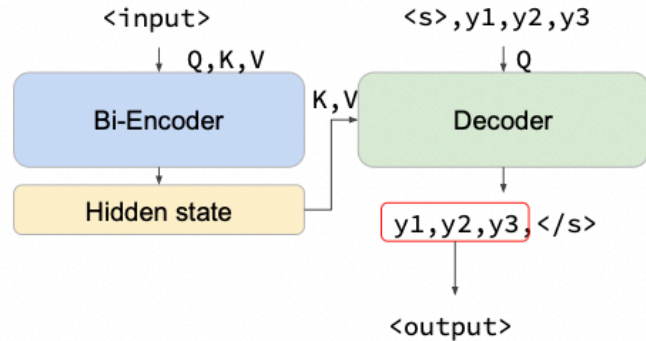 <input>
Q,K,V
Bi-Encoder
Hidden state
K,V
<s>,y1,y2,y3
Q
Decoder
y1,y2,y3,</s>
<output>